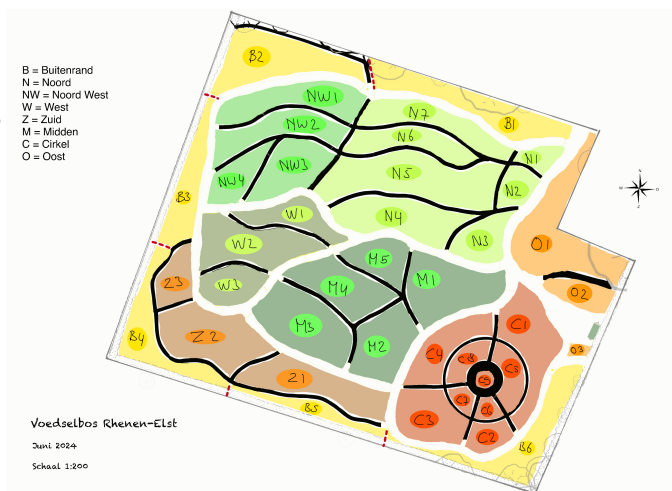 B = Buitenrand
N = Noord
NW = Noord West
W = West
Z = Zuid
M = Midden
C = Cirkel
O = Oost
B2
NW1
N7
B1
NW2
N6
N1
NW3
N5
NW4
N2
B3
W1
N4
W2
N3
O1
M5
M1
W3
M4
Z3
O2
M3
C1
Z2
B4
M2
C4
C8
C5
O3
Z1
C9
C7
C6
B5
C3
C2
B6
Voedselbos Rhenen-Elst
Juni 2024
Schaal 1:200